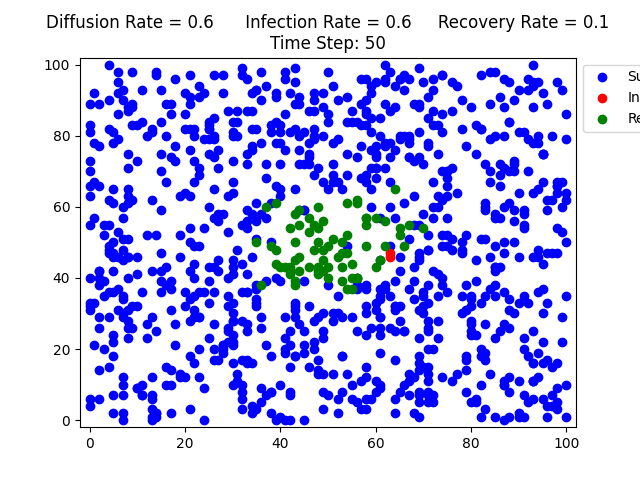 Diffusion Rate = 0.6 Infection Rate = 0.6 Recovery Rate = 0.1
Time Step: 50
100
80
60
40
20
0
0 20 40 60 80 100
Su
In
Re